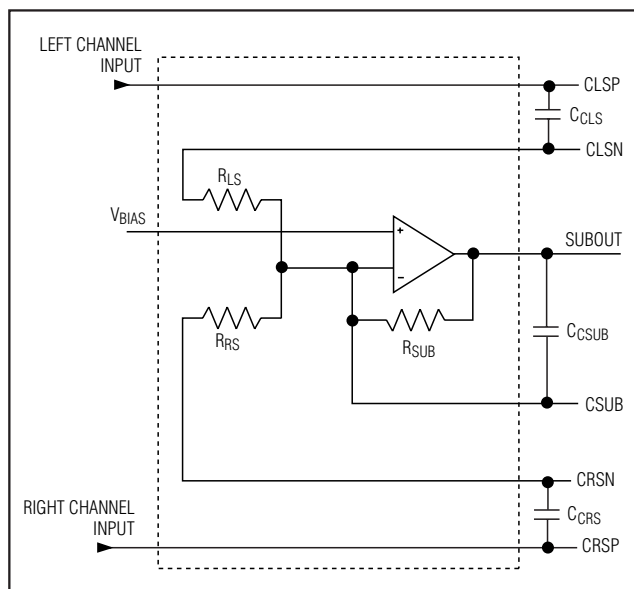 LEFT CHANNEL
INPUT
CLSP
CCLS
CLSN
RLS
VBIAS
+
SUBOUT
−
RRS
RSUB
CCSUB
CSUB
CRSN
RIGHT CHANNEL
INPUT
CCRS
CRSP